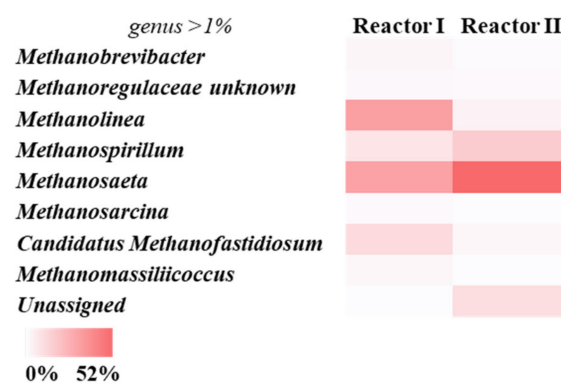 genus >1% Reactor I Reactor II
Methanobrevibacter
Methanoregulaceae unknown
Methanolinea
Methanospirillum
Methanosaeta
Methanosarcina
Candidatus Methanofastidiosum
Methanomassiliicoccus
Unassigned
0% 52%